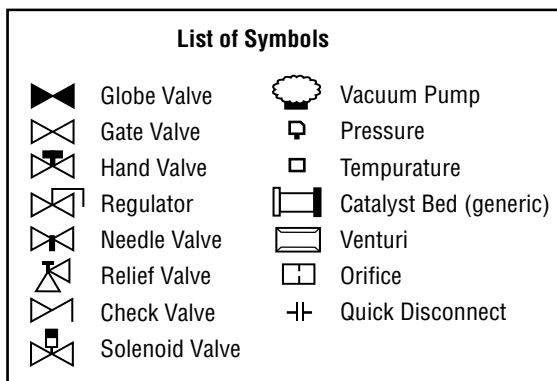 List of Symbols
Globe Valve
Gate Valve
Hand Valve
Regulator
Needle Valve
Relief Valve
Check Valve
Solenoid Valve
Vacuum Pump
Pressure
Tempurature
Catalyst Bed (generic)
Venturi
Orifice
Quick Disconnect